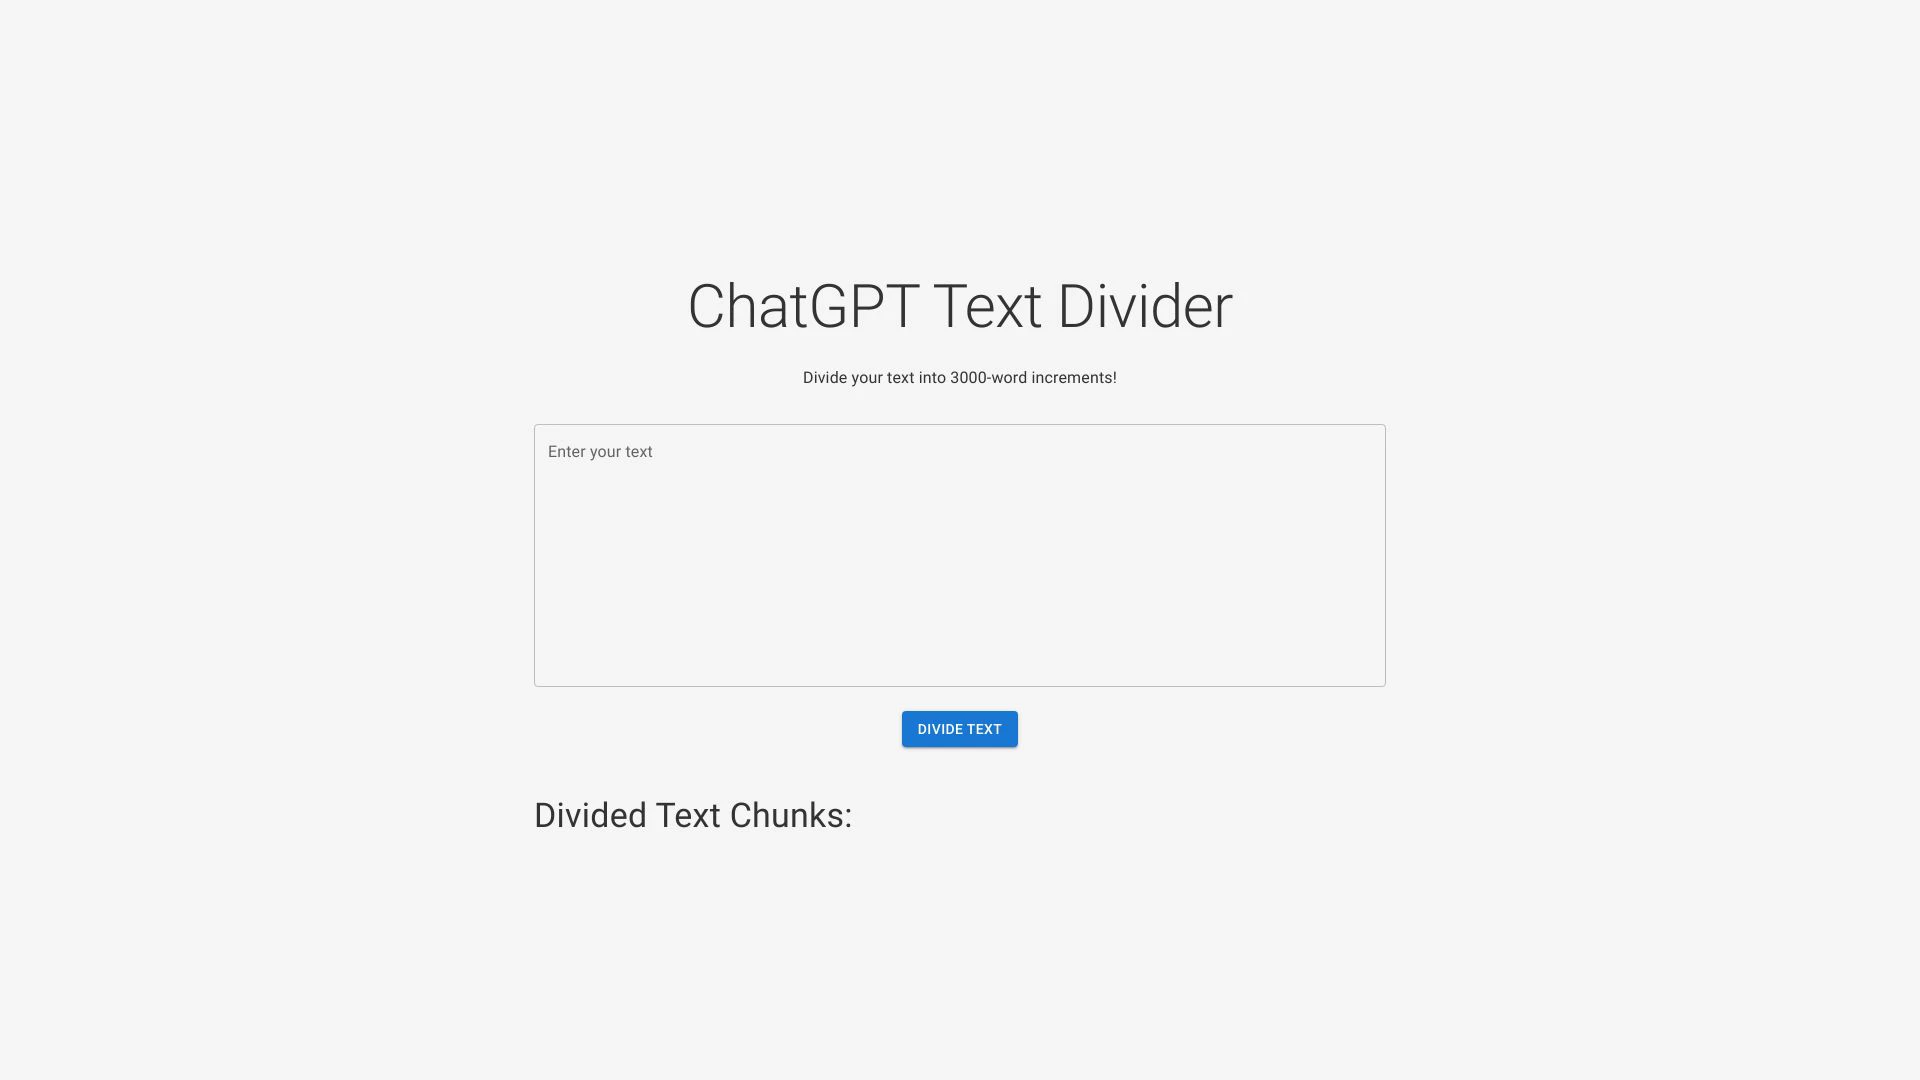 ChatGPT Text Divider
Divide your text into 3000-word increments!
Enter your text
DIVIDE TEXT
Divided Text Chunks: